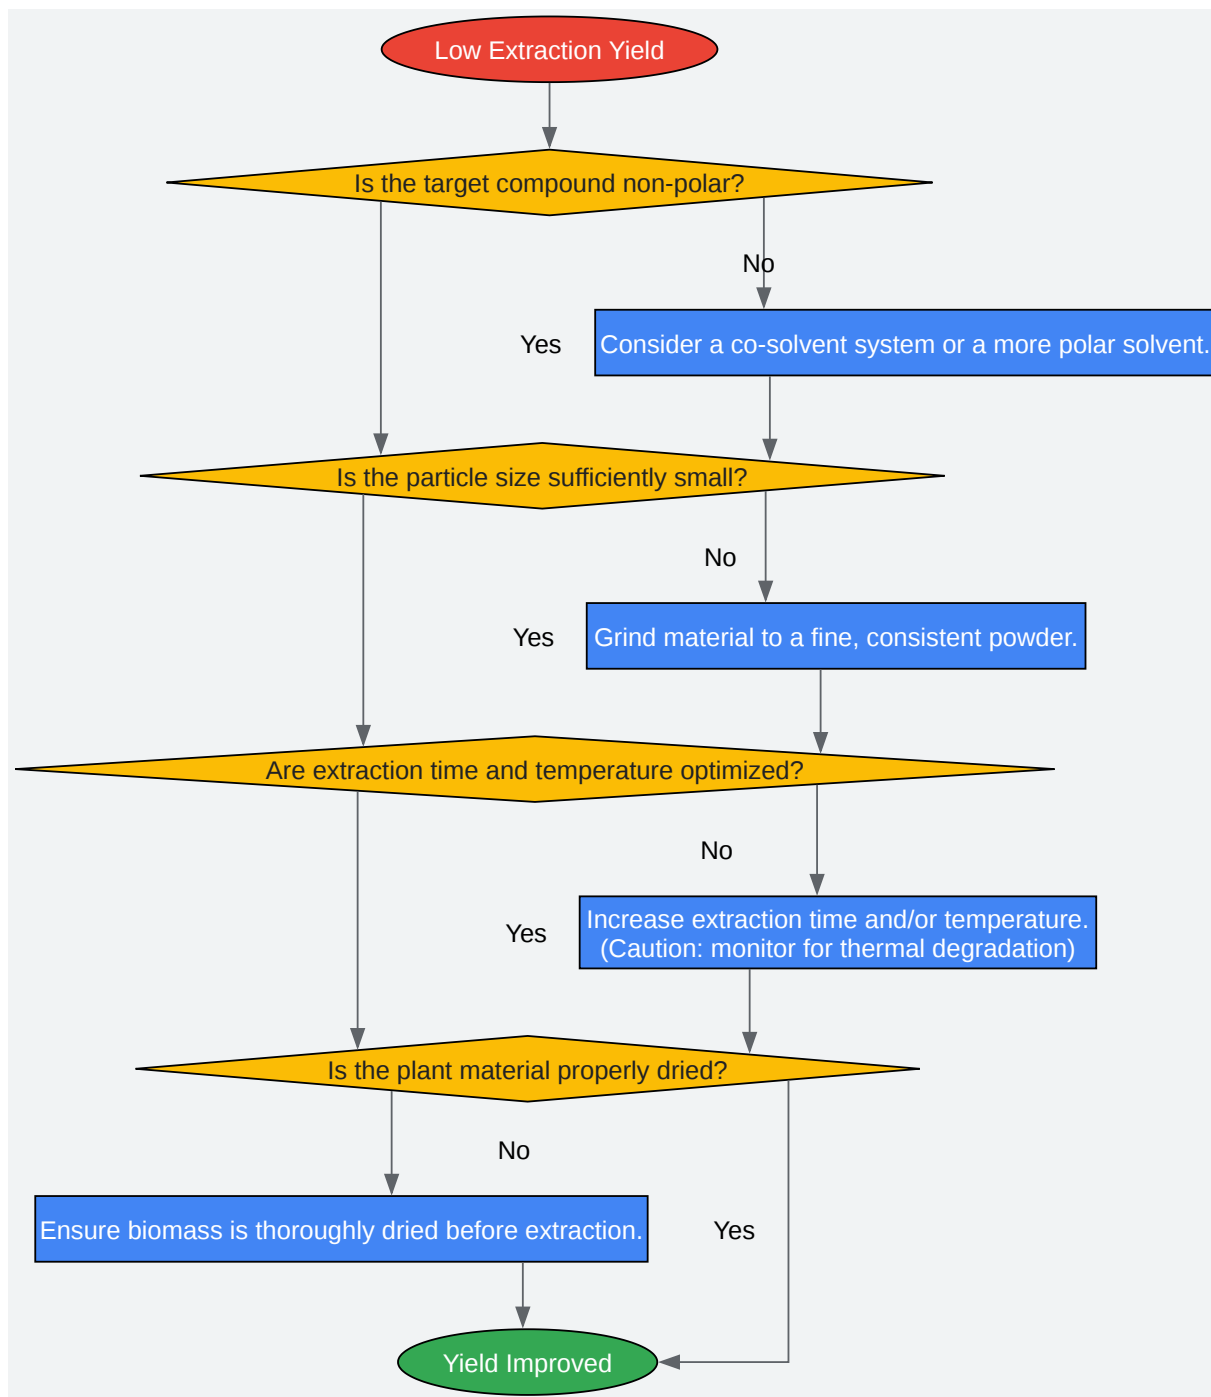 Low Extraction Yield
Is the target compound non-polar?
No
Yes
Consider a co-solvent system or a more polar solvent.
Is the particle size sufficiently small?
No
Yes
Grind material to a fine, consistent powder.
Are extraction time and temperature optimized?
No
Yes
Increase extraction time and/or temperature.
(Caution: monitor for thermal degradation)
Is the plant material properly dried?
No
Ensure biomass is thoroughly dried before extraction.
Yes
Yield Improved